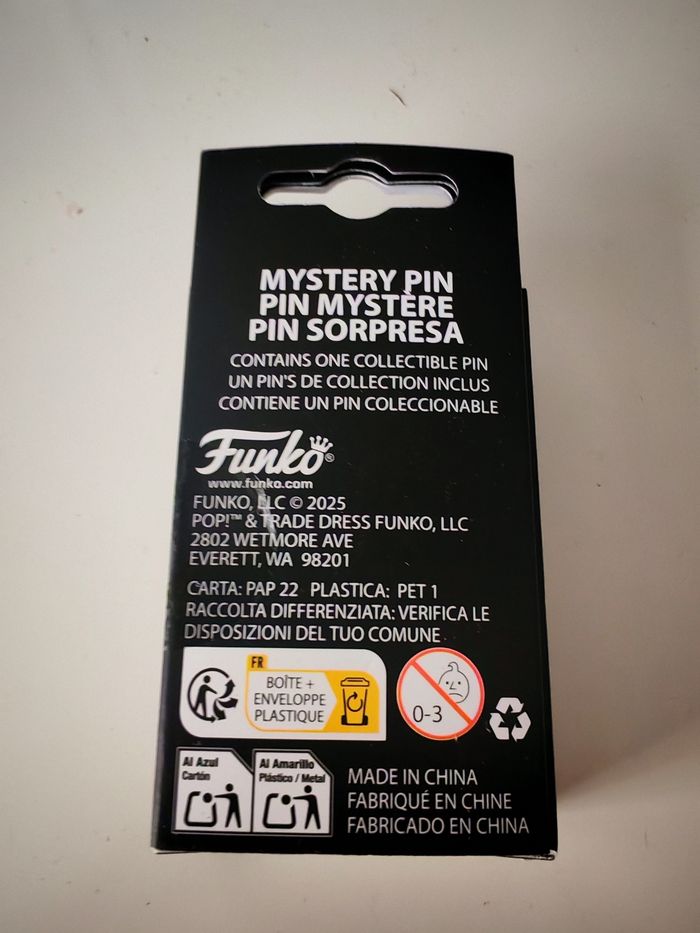 MYSTERY PIN
PIN MYSTÈRE
PIN SORPRESA
CONTAINS ONE COLLECTIBLE PIN
UN PIN'S DE COLLECTION INCLUS
CONTIENE UN PIN COLECCIONABLE
Funko®
www.funko.com
FUNKO, LLC © 2025
POP!™ & TRADE DRESS FUNKO, LLC
2802 WETMORE AVE
EVERETT, WA 98201
CARTA: PAP 22 PLASTICA: PET 1
RACCOLTA DIFFERENZIATA: VERIFICA LE
DISPOSIZIONI DEL TUO COMUNE
FR
BOÎTE +
ENVELOPPE
PLASTIQUE
0-3
Al Azul
Cartón
Al Amarillo
Plástico / Metal
MADE IN CHINA
FABRIQUÉ EN CHINE
FABRICADO EN CHINA